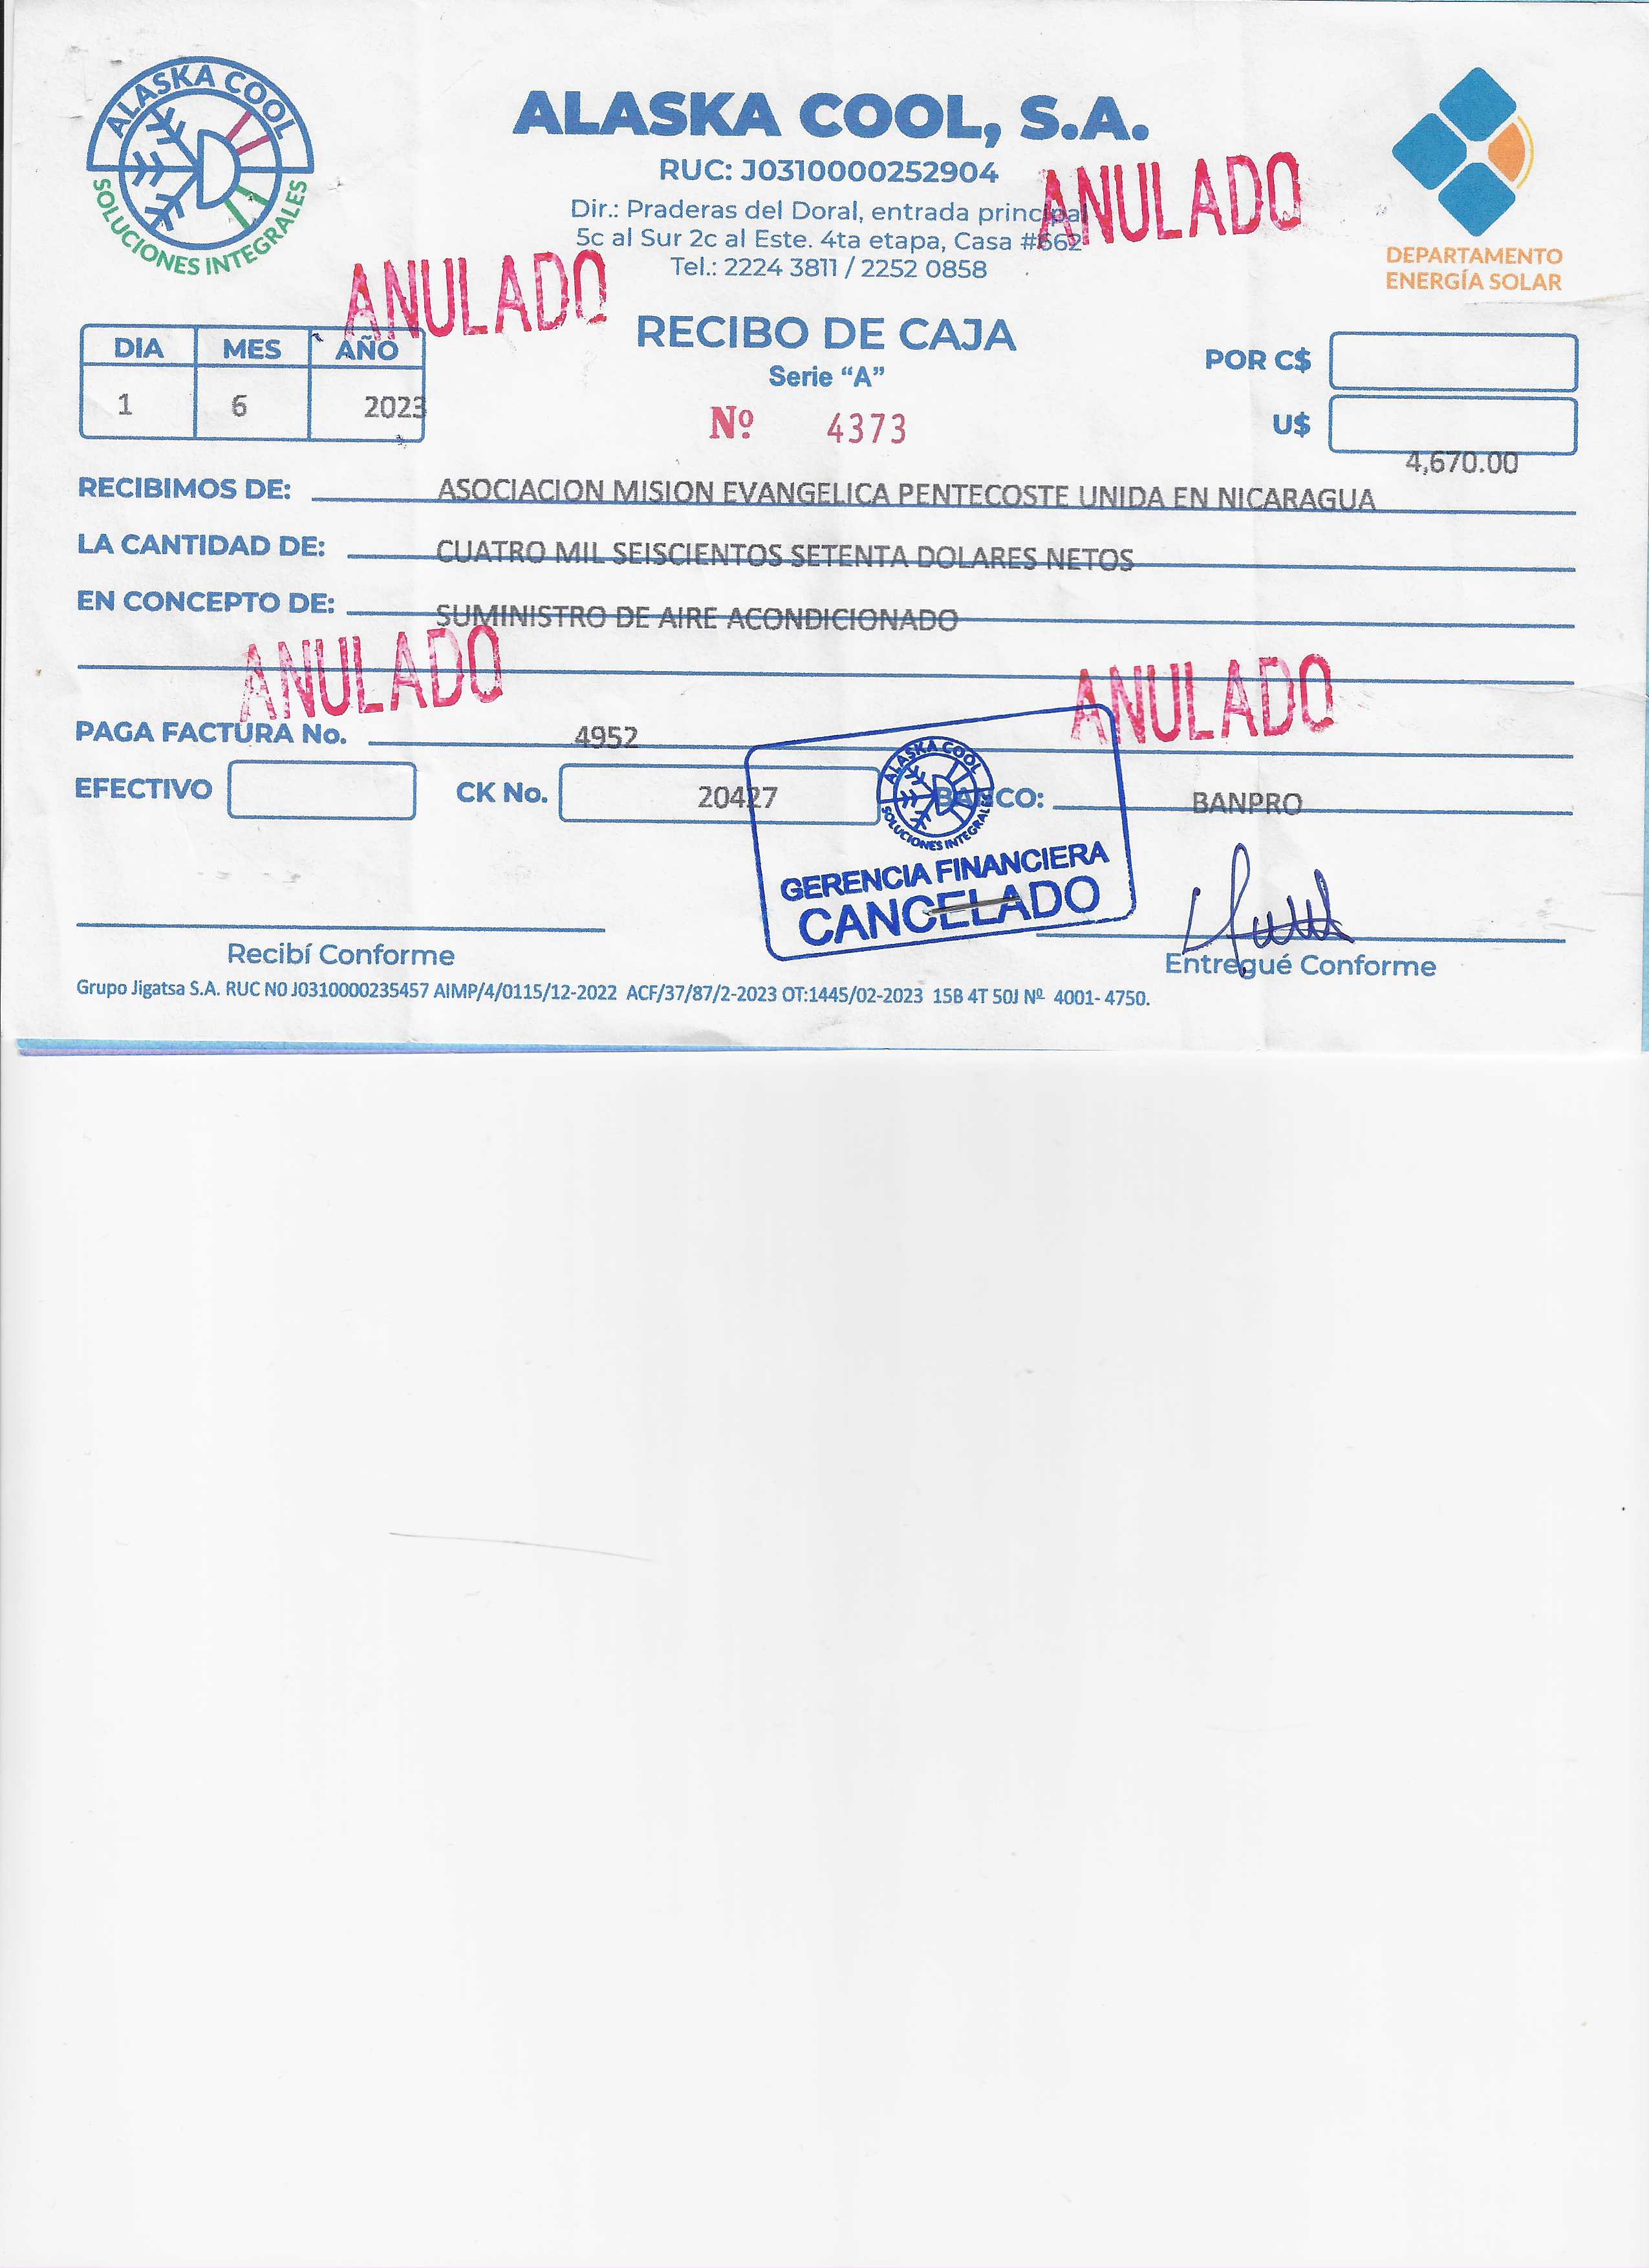 ALASKA COOL
SOLUCIONES INTEGRALES
ALASKA COOL, S.A.
RUC: J0310000252904
Dir.: Praderas del Doral, entrada principal
5c al Sur 2c al Este. 4ta etapa, Casa #662
Tel.: 2224 3811 / 2252 0858
DEPARTAMENTO
ENERGÍA SOLAR
ANULADO
ANULADO
DIA MES AÑO
1 6 2023
RECIBO DE CAJA
Serie “A”
Nº 4373
POR C$
U$
4,670.00
RECIBIMOS DE: ASOCIACION MISION EVANGELICA PENTECOSTE UNIDA EN NICARAGUA
LA CANTIDAD DE: CUATRO MIL SEISCIENTOS SETENTA DOLARES NETOS
EN CONCEPTO DE: SUMINISTRO DE AIRE ACONDICIONADO
ANULADO
ANULADO
PAGA FACTURA No. 4952
EFECTIVO CK No. 20427 BANCO: BANPRO
ALASKA COOL
SOLUCIONES INTEGRALES
GERENCIA FINANCIERA
CANCELADO
Recibí Conforme
Entregué Conforme
Grupo Jigatsa S.A. RUC N0 J0310000235457 AIMP/4/0115/12-2022 ACF/37/87/2-2023 OT:1445/02-2023 15B 4T 50J Nº 4001- 4750.